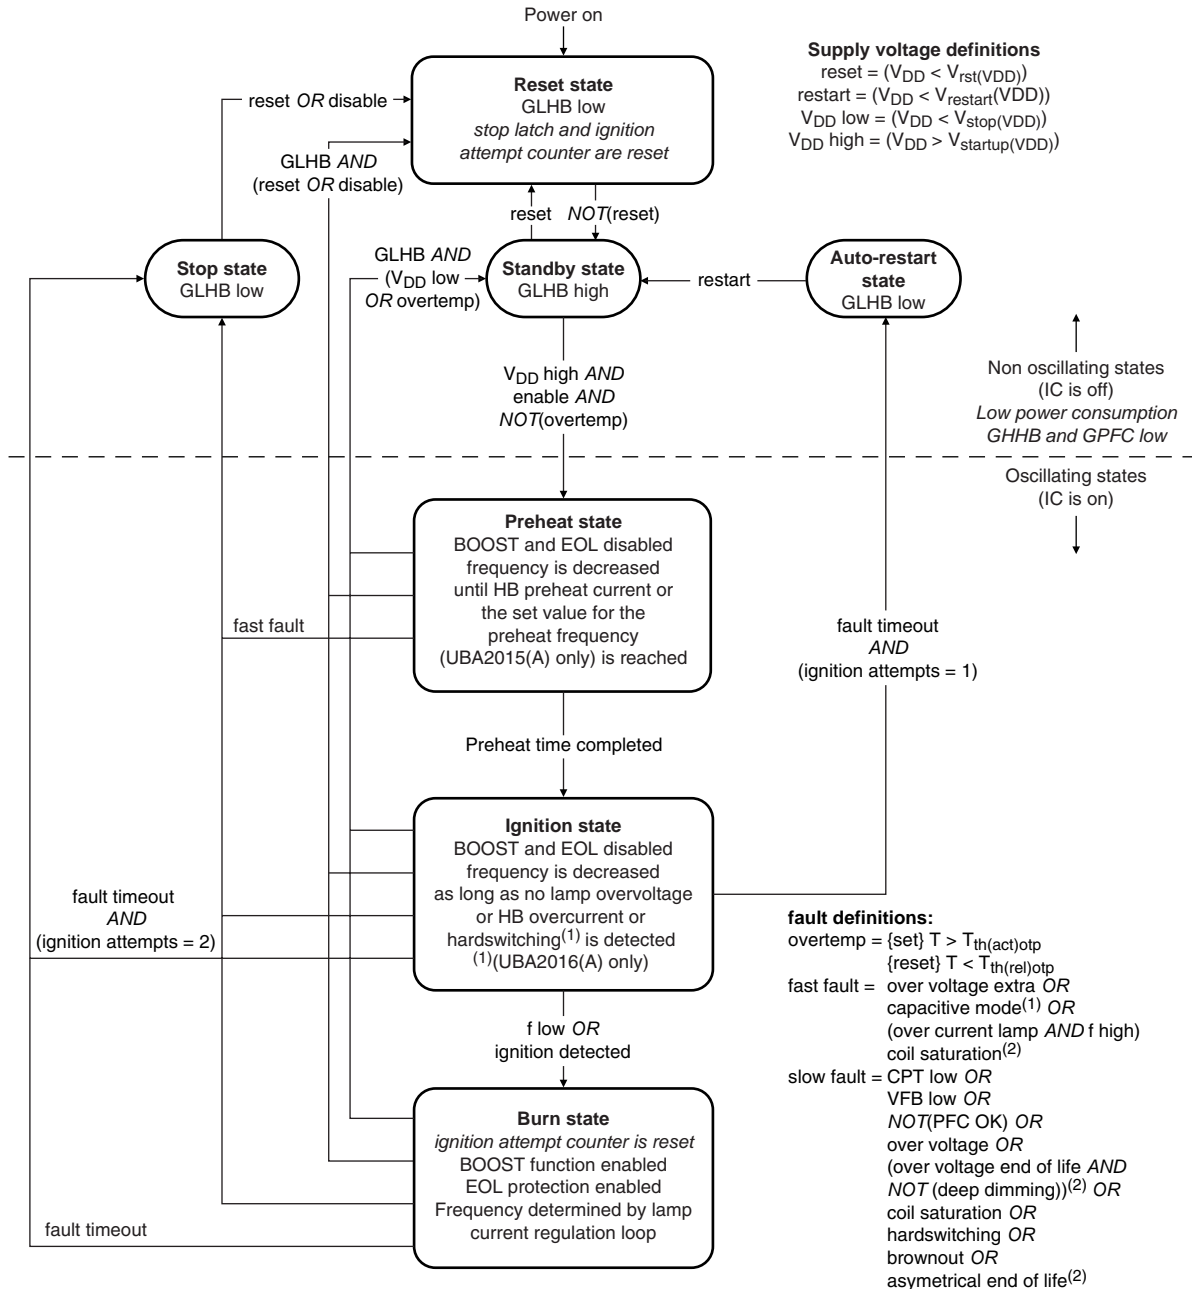 Power on
Supply voltage definitions
reset = (VDD < Vrst(VDD))
restart = (VDD < Vrestart(VDD))
VDD low = (VDD < Vstop(VDD))
VDD high = (VDD > Vstartup(VDD))
Reset state
GLHB low
stop latch and ignition
attempt counter are reset
reset OR disable
GLHB AND
(reset OR disable)
reset
NOT(reset)
Stop state
GLHB low
GLHB AND
(VDD low
OR overtemp)
Standby state
GLHB high
restart
Auto-restart
state
GLHB low
VDD high AND
enable AND
NOT(overtemp)
Non oscillating states
(IC is off)
Low power consumption
GHHB and GPFC low
Oscillating states
(IC is on)
Preheat state
BOOST and EOL disabled
frequency is decreased
until HB preheat current or
the set value for the
preheat frequency
(UBA2015(A) only) is reached
fast fault
fault timeout
AND
(ignition attempts = 1)
Preheat time completed
Ignition state
BOOST and EOL disabled
frequency is decreased
as long as no lamp overvoltage
or HB overcurrent or
hardswitching(1) is detected
(1)(UBA2016(A) only)
fault timeout
AND
(ignition attempts = 2)
f low OR
ignition detected
Burn state
ignition attempt counter is reset
BOOST function enabled
EOL protection enabled
Frequency determined by lamp
current regulation loop
fault timeout
fault definitions:
overtemp = {set} T > Tth(act)otp
{reset} T < Tth(rel)otp
fast fault = over voltage extra OR
capacitive mode(1) OR
(over current lamp AND f high)
coil saturation(2)
slow fault = CPT low OR
VFB low OR
NOT(PFC OK) OR
over voltage OR
(over voltage end of life AND
NOT (deep dimming))(2) OR
coil saturation OR
hardswitching OR
brownout OR
asymetrical end of life(2)